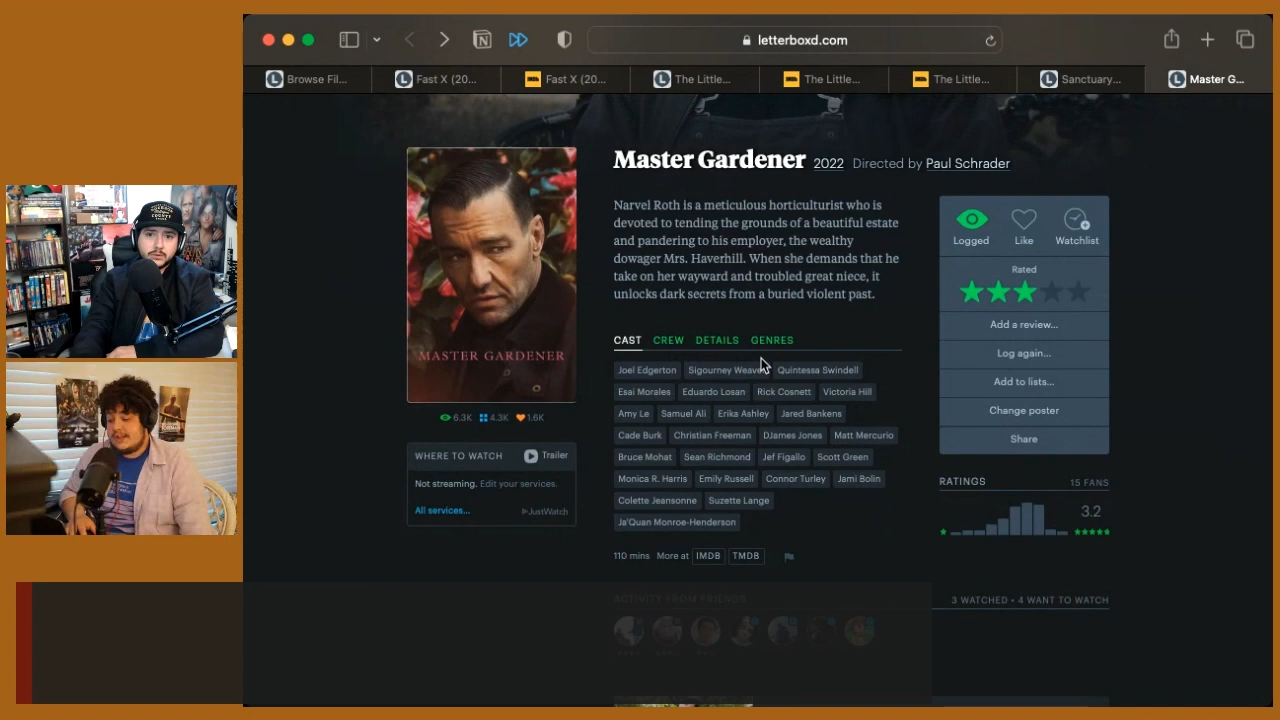 letterboxd.com
Browse Fil...
Fast X (20...
Fast X (20...
The Little...
The Little...
The Little...
Sanctuary...
Master G...
Master Gardener 2022 Directed by Paul Schrader
Narvel Roth is a meticulous horticulturist who is
devoted to tending the grounds of a beautiful estate
and pandering to his employer, the wealthy
dowager Mrs. Haverhill. When she demands that he
take on her wayward and troubled great niece, it
unlocks dark secrets from a buried violent past.
MASTER GARDENER
6.3K 4.3K 1.6K
WHERE TO WATCH Trailer
Not streaming. Edit your services.
All services... JustWatch
CAST CREW DETAILS GENRES
Joel Edgerton Sigourney Weave Quintessa Swindell
Esai Morales Eduardo Losan Rick Cosnett Victoria Hill
Amy Le Samuel Ali Erika Ashley Jared Bankens
Cade Burk Christian Freeman DJames Jones Matt Mercurio
Bruce Mohat Sean Richmond Jef Figallo Scott Green
Monica R. Harris Emily Russell Connor Turley Jami Bolin
Colette Jeansonne Suzette Lange
Ja'Quan Monroe-Henderson
110 mins More at IMDB TMDB
ACTIVITY FROM FRIENDS
3 WATCHED • 4 WANT TO WATCH
Logged Like Watchlist
Rated
Add a review...
Log again...
Add to lists...
Change poster
Share
RATINGS 15 FANS
3.2